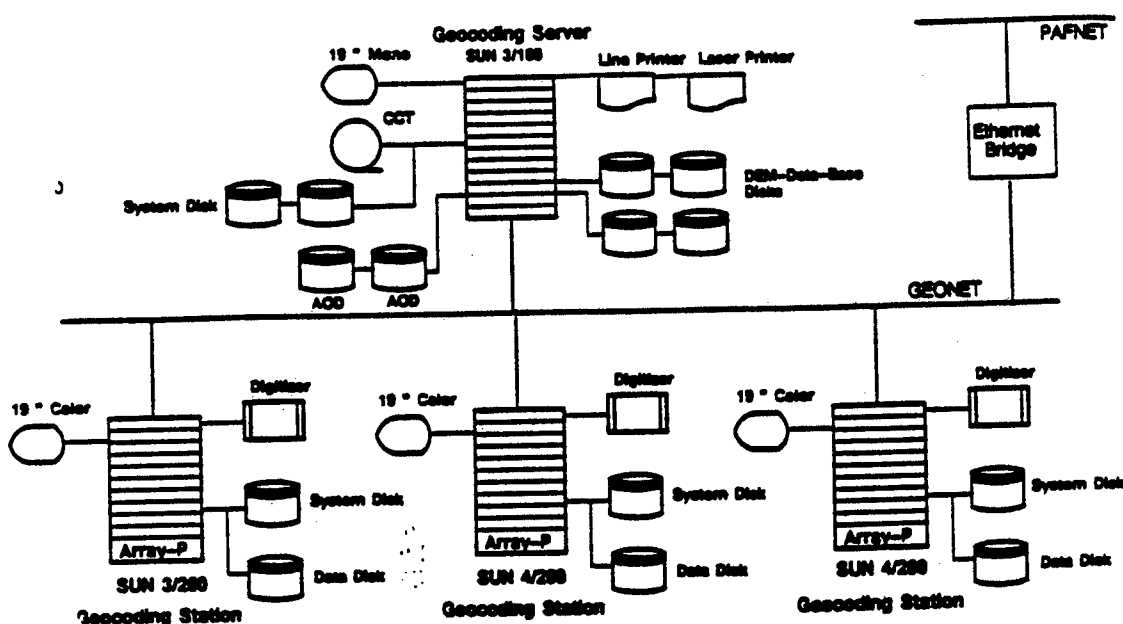 Geocoding Server
SUN 3/160
19 " Mono
Line Printer
Laser Printer
PAFNET
CCT
Ethernet
Bridge
System Disk
DEM-Data-Base
Disks
AOD
AOD
GEONET
19 " Color
Digitizer
System Disk
Array-P
Data Disk
SUN 3/260
Geocoding Station
19 " Color
Digitizer
System Disk
Array-P
Data Disk
SUN 4/260
Geocoding Station
19 " Color
Digitizer
System Disk
Array-P
Data Disk
SUN 4/260
Geocoding Station